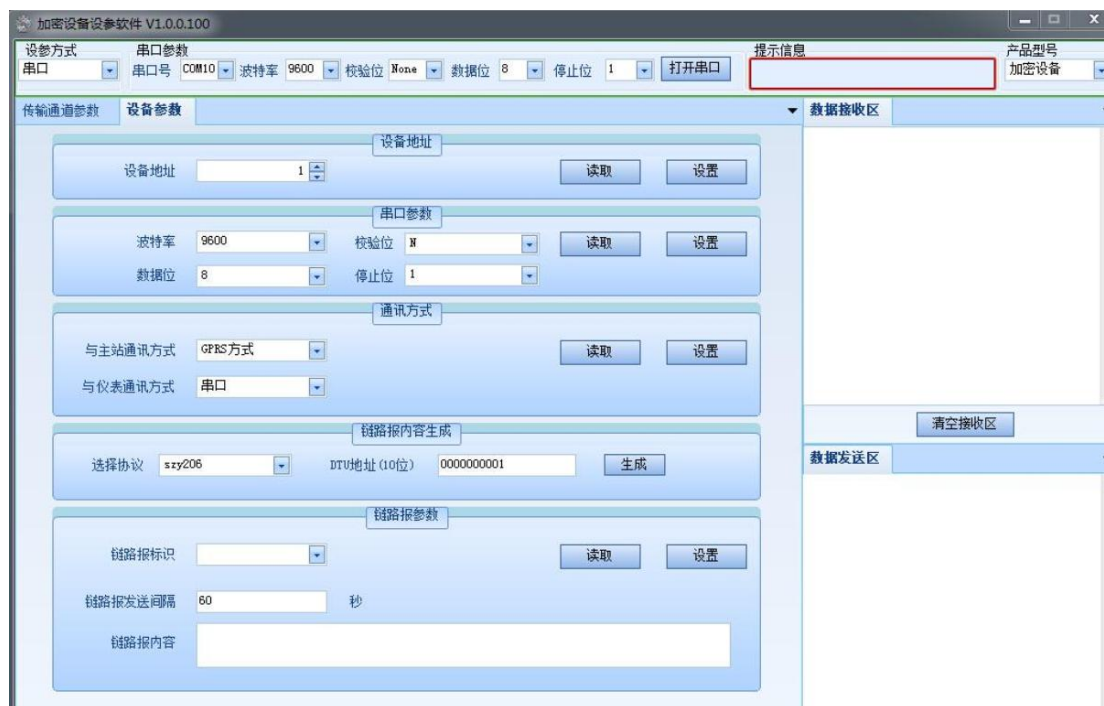 加密设备设参软件 V1.0.0.100
设参方式 串口参数 提示信息 产品型号
串口 串口号 COM10 波特率 9600 校验位 None 数据位 8 停止位 1 打开串口 加密设备
传输通道参数 设备参数 数据接收区
设备地址
设备地址 1 读取 设置
串口参数
波特率 9600 校验位 N 读取 设置
数据位 8 停止位 1
通讯方式
与主站通讯方式 GPRS方式 读取 设置
与仪表通讯方式 串口
清空接收区
链路报内容生成
数据发送区
选择协议 szy206 DTU地址(10位) 0000000001 生成
链路报参数
链路报标识 读取 设置
链路报发送间隔 60 秒
链路报内容